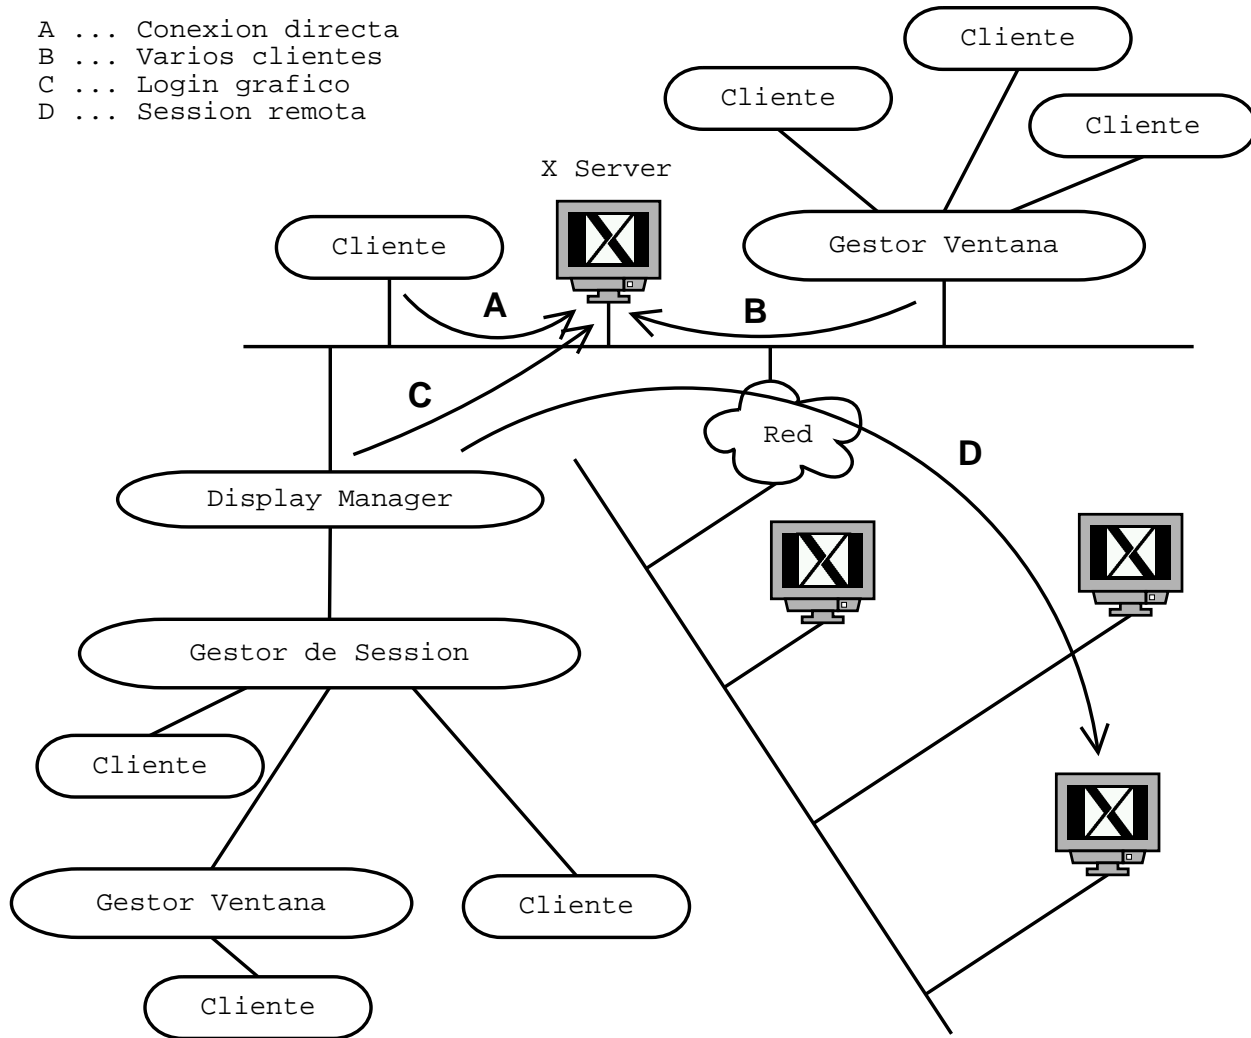 A ... Conexion directa
B ... Varios clientes
C ... Login grafico
D ... Session remota
Cliente
Cliente
Cliente
X Server
Cliente
Gestor Ventana
A
B
C
Red
D
Display Manager
Gestor de Session
Cliente
Gestor Ventana
Cliente
Cliente